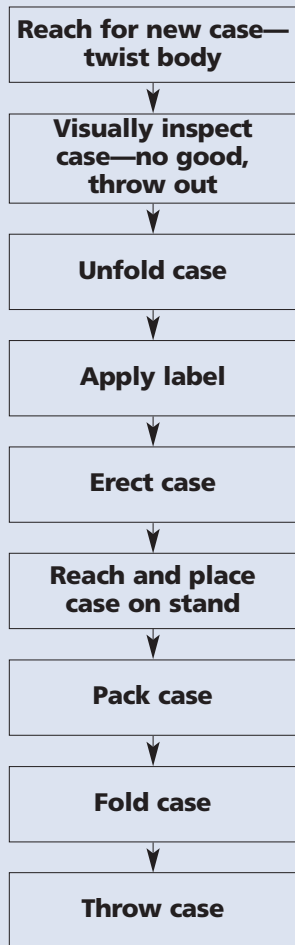 Reach for new case—
twist body
Visually inspect
case—no good,
throw out
Unfold case
Apply label
Erect case
Reach and place
case on stand
Pack case
Fold case
Throw case